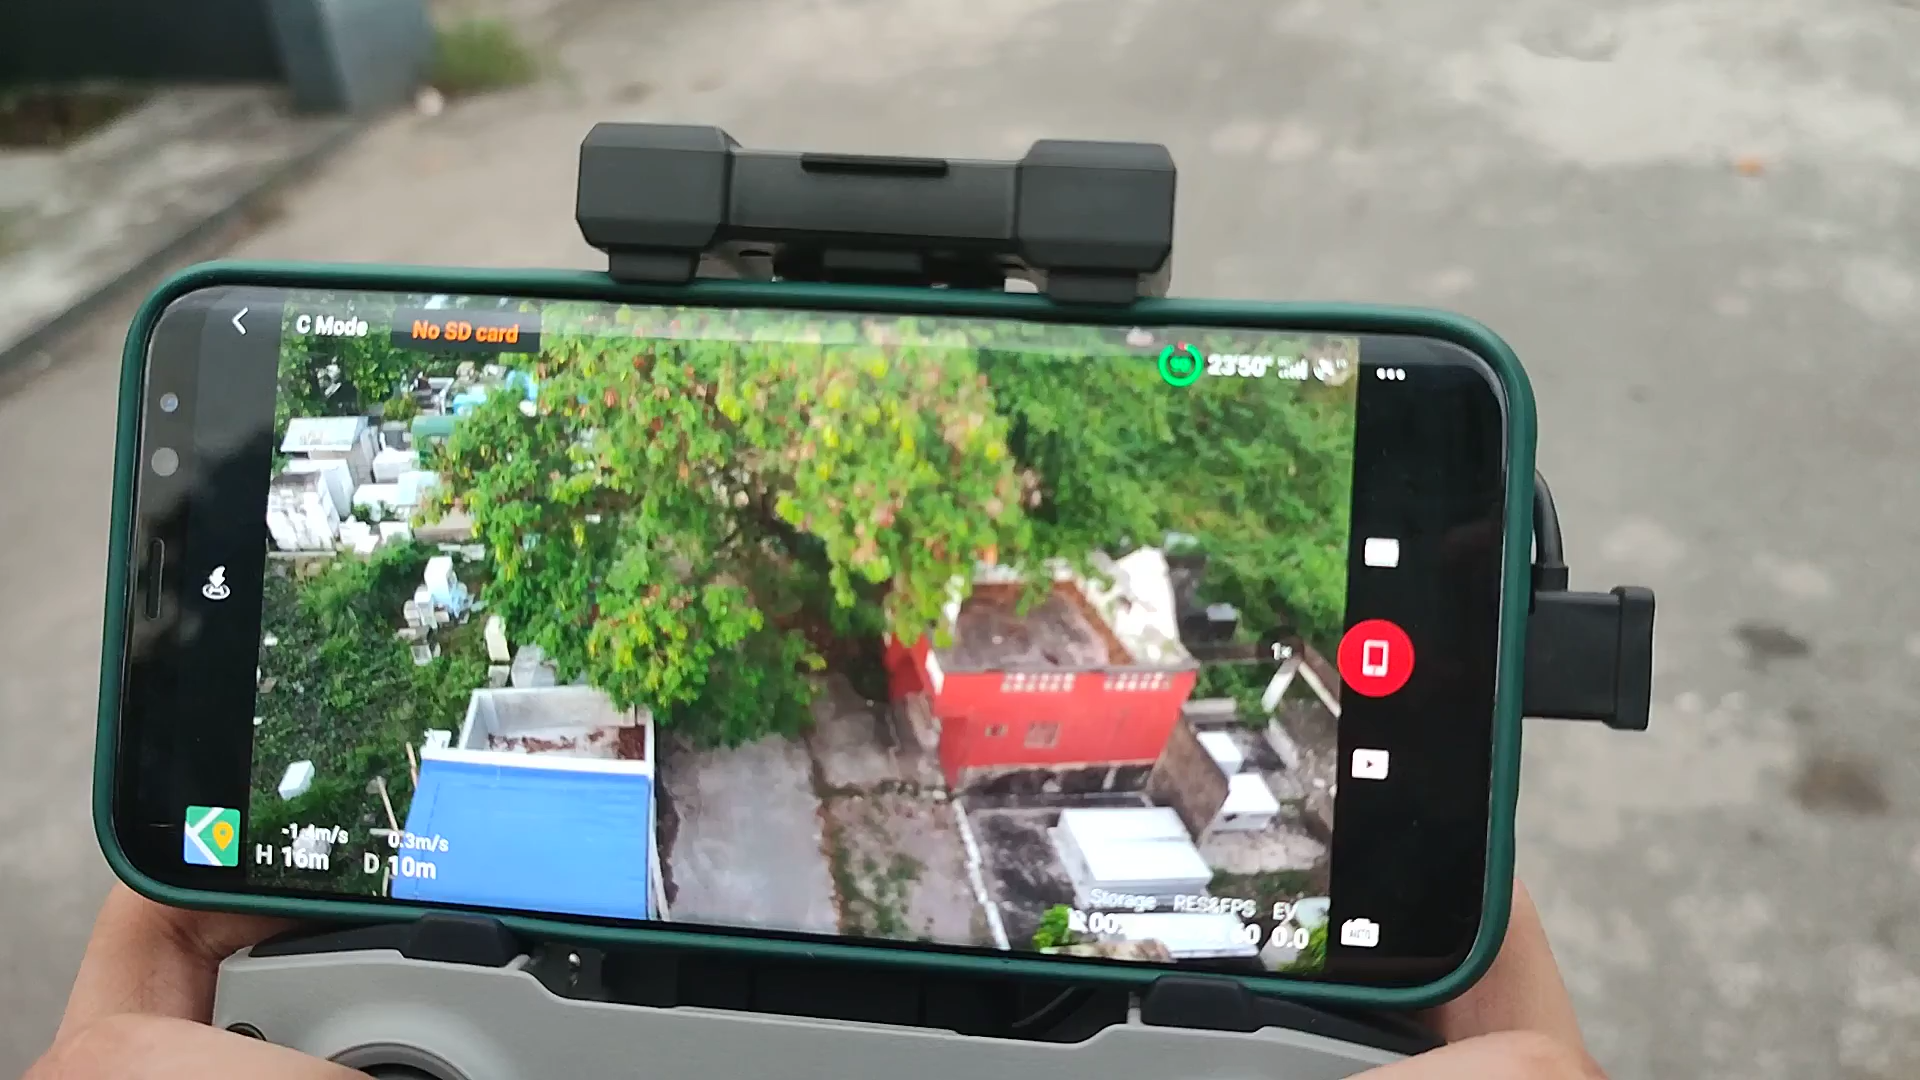 C Mode
No SD card
23'50"
1x
-1.4m/s 0.3m/s
H 16m D 10m
Storage RES&FPS EV
0.0
AUTO